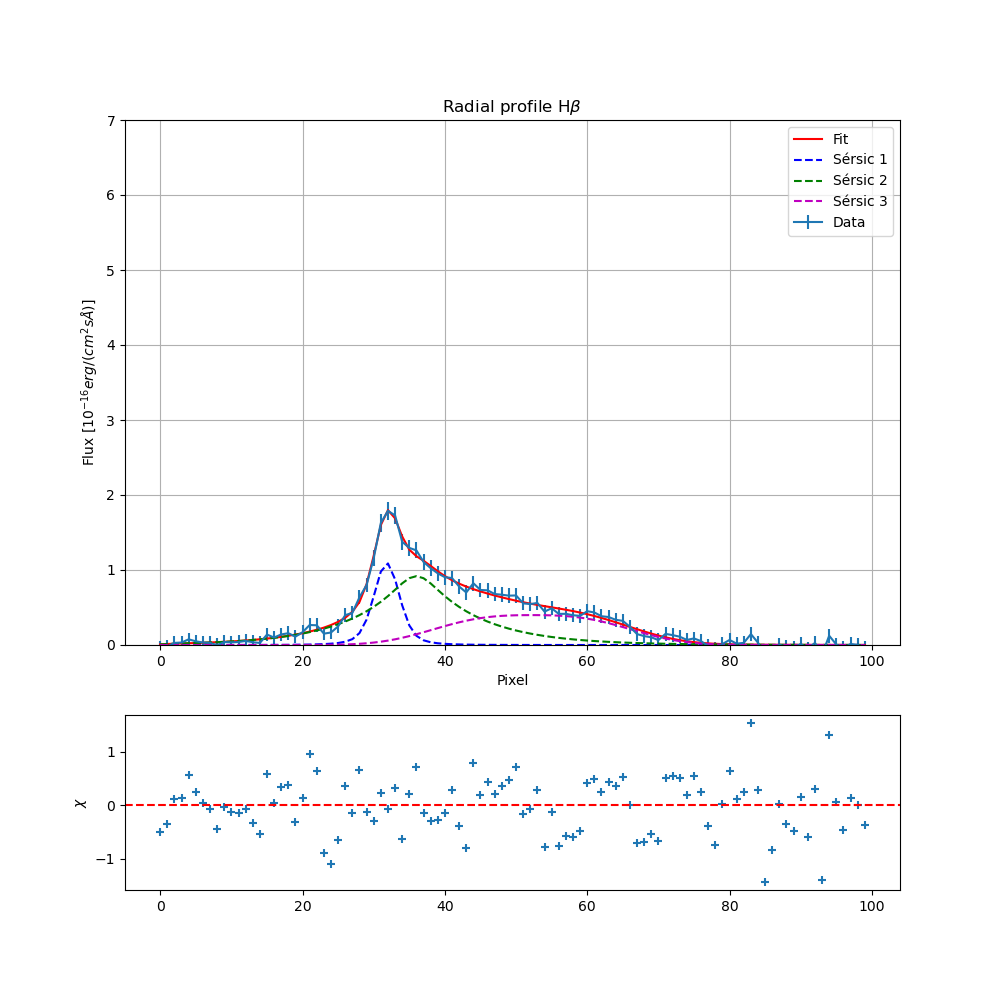 Radial profile Hβ
7
6
5
4
3
2
1
0
Flux [10⁻¹⁶erg/(cm²sÅ)]
Fit
Sérsic 1
Sérsic 2
Sérsic 3
Data
0 20 40 60 80 100
Pixel
1
0
−1
χ
0 20 40 60 80 100